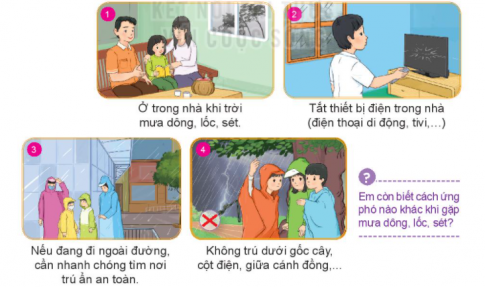 KẾT NỐI
CUỘC S
1
2
Ở trong nhà khi trời
mưa dông, lốc, sét.
Tắt thiết bị điện trong nhà
(điện thoại di động, tivi,...)
3
4
Nếu đang đi ngoài đường,
cần nhanh chóng tìm nơi
trú ẩn an toàn.
Không trú dưới gốc cây,
cột điện, giữa cánh đồng,...
?
Em còn biết cách ứng
phó nào khác khi gặp
mưa dông, lốc, sét?